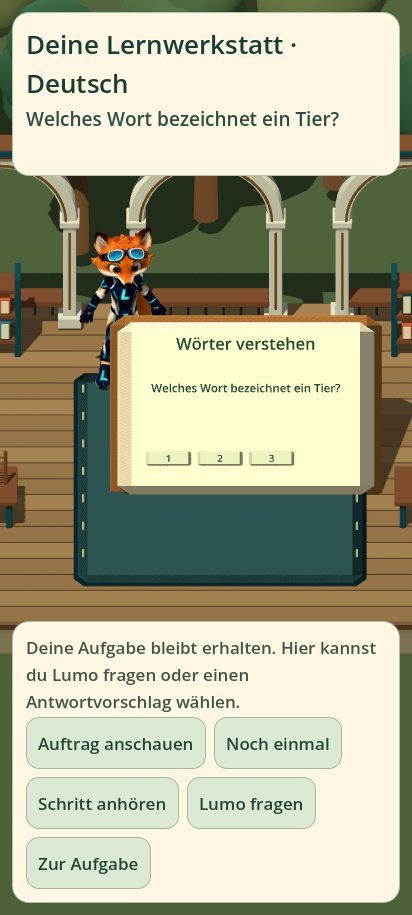 Deine Lernwerkstatt ·
Deutsch
Welches Wort bezeichnet ein Tier?
Wörter verstehen
Welches Wort bezeichnet ein Tier?
1 2 3
Deine Aufgabe bleibt erhalten. Hier kannst
du Lumo fragen oder einen
Antwortvorschlag wählen.
Auftrag anschauen Noch einmal
Schritt anhören Lumo fragen
Zur Aufgabe